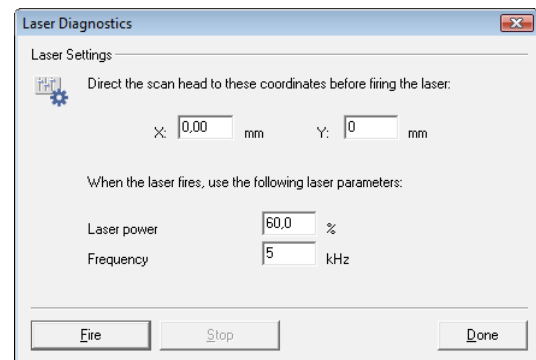 Laser Diagnostics
Laser Settings
Direct the scan head to these coordinates before firing the laser:
X: 0,00 mm Y: 0 mm
When the laser fires, use the following laser parameters:
Laser power 60,0 %
Frequency 5 kHz
Fire Stop Done